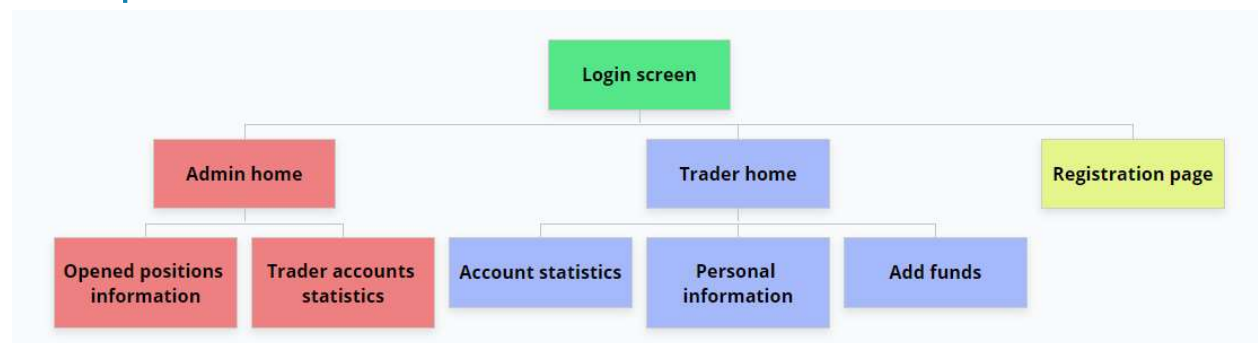 Login screen
Admin home
Trader home
Registration page
Opened positions
information
Trader accounts
statistics
Account statistics
Personal
information
Add funds